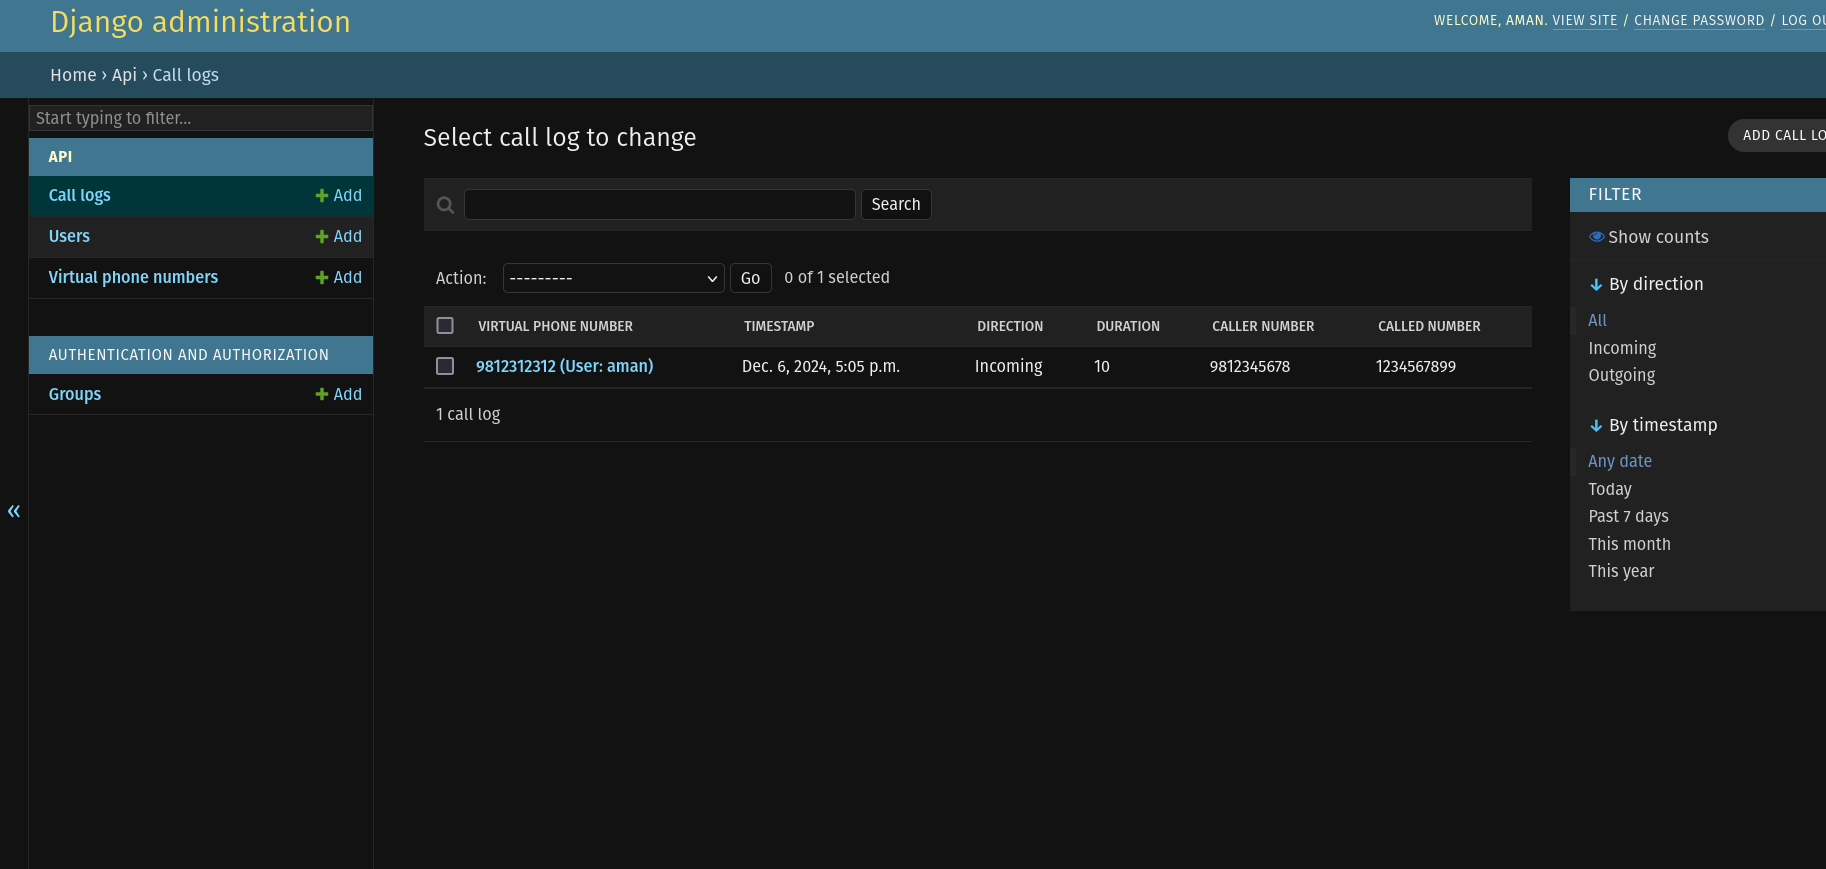 Django administration
WELCOME, AMAN. VIEW SITE / CHANGE PASSWORD / LOG OU
Home › Api › Call logs
Start typing to filter...
API
Call logs
Add
Users
Add
Virtual phone numbers
Add
AUTHENTICATION AND AUTHORIZATION
Groups
Add
«
Select call log to change
ADD CALL LO
Search
Action: --------- Go 0 of 1 selected
VIRTUAL PHONE NUMBER TIMESTAMP DIRECTION DURATION CALLER NUMBER CALLED NUMBER
9812312312 (User: aman) Dec. 6, 2024, 5:05 p.m. Incoming 10 9812345678 1234567899
1 call log
FILTER
Show counts
By direction
All
Incoming
Outgoing
By timestamp
Any date
Today
Past 7 days
This month
This year